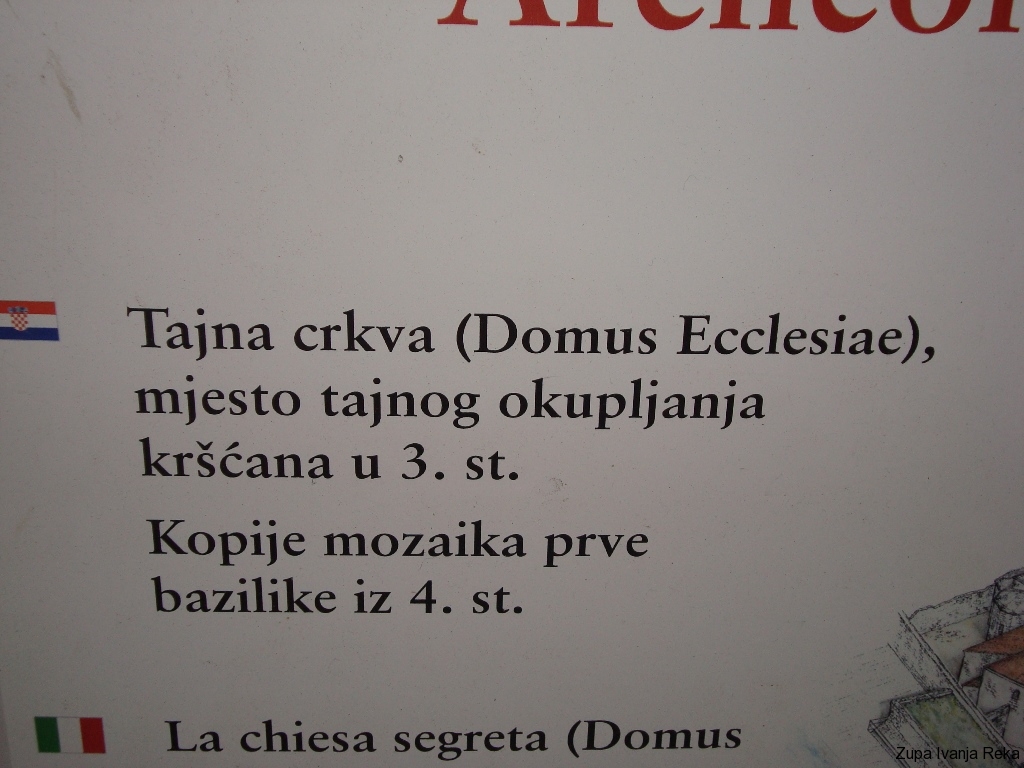 Tajna crkva (Domus Ecclesiae),
mjesto tajnog okupljanja
kršćana u 3. st.
Kopije mozaika prve
bazilike iz 4. st.
La chiesa segreta (Domus
Zupa Ivanja Reka